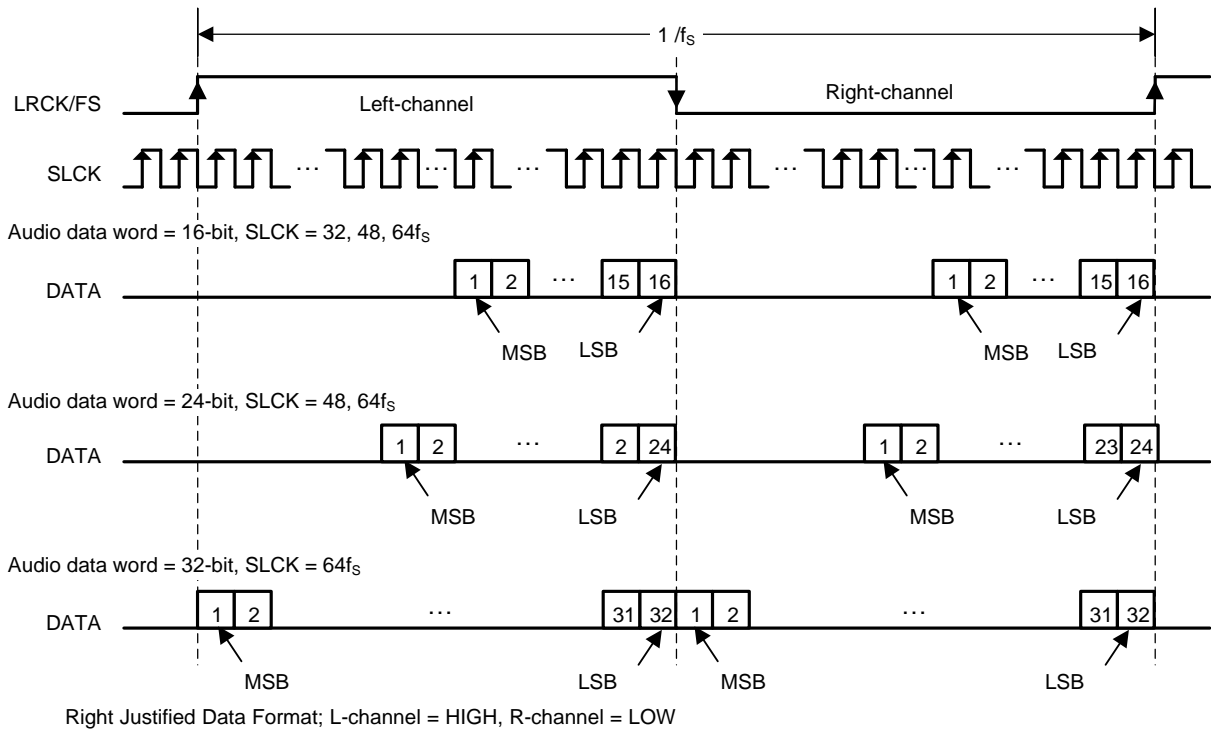 1 /fS
LRCK/FS
Left-channel
Right-channel
SLCK
… … … … … …
Audio data word = 16-bit, SLCK = 32, 48, 64fS
DATA
1 2 … 15 16 1 2 … 15 16
MSB LSB MSB LSB
Audio data word = 24-bit, SLCK = 48, 64fS
DATA
1 2 … 2 24 1 2 … 23 24
MSB LSB MSB LSB
Audio data word = 32-bit, SLCK = 64fS
DATA
1 2 … 31 32 1 2 … 31 32
MSB LSB MSB LSB
Right Justified Data Format; L-channel = HIGH, R-channel = LOW